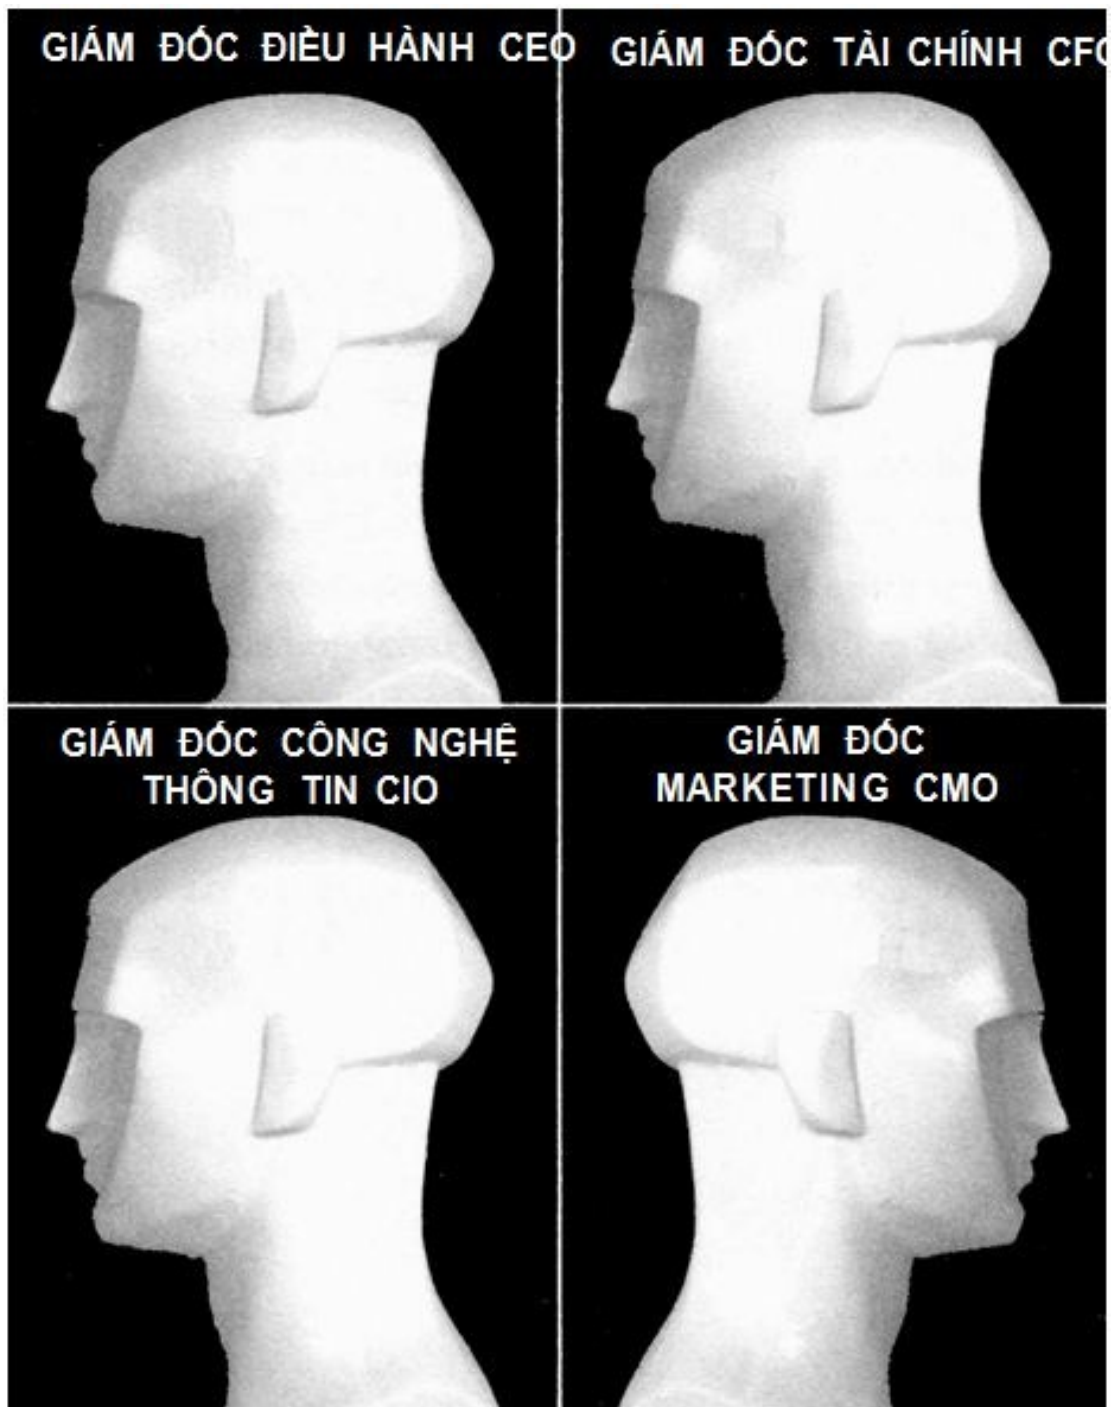 GIÁM ĐỐC ĐIỀU HÀNH CEO
GIÁM ĐỐC TÀI CHÍNH CFO
GIÁM ĐỐC CÔNG NGHỆ
THÔNG TIN CIO
GIÁM ĐỐC
MARKETING CMO